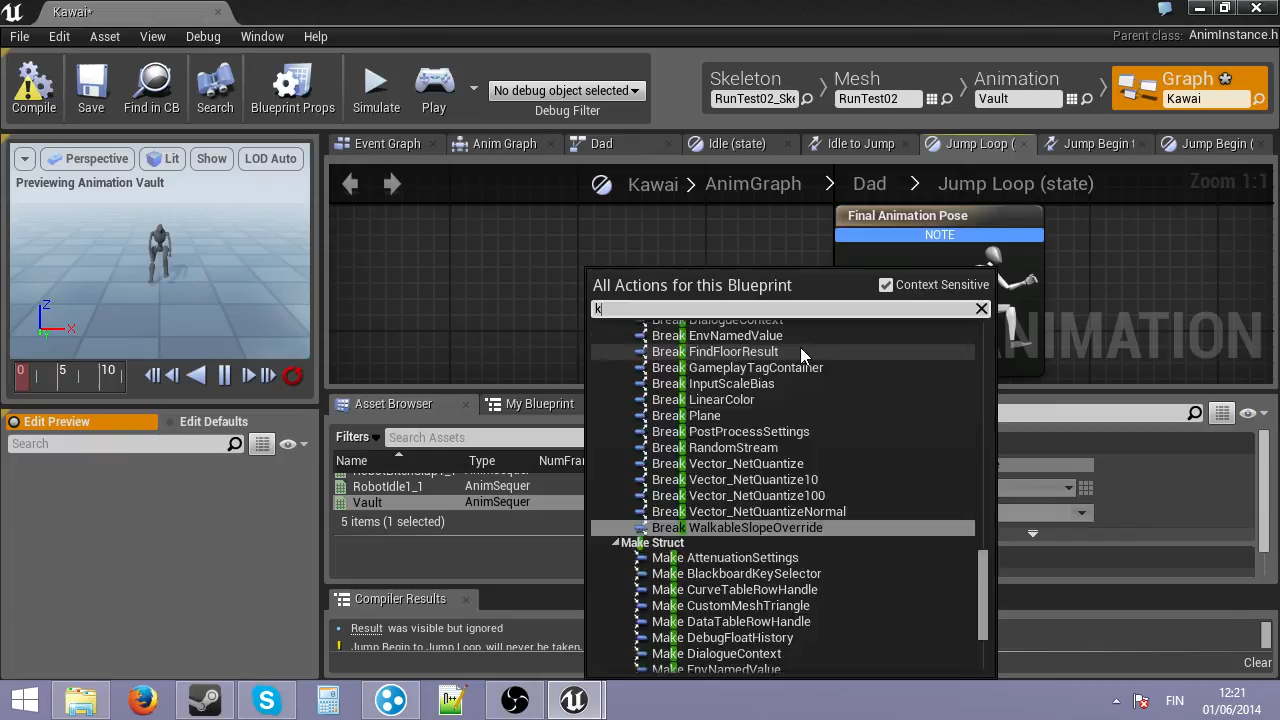 Kawai*
File Edit Asset View Debug Window Help
Parent class: AnimInstance.h
Compile Save Find in CB Search Blueprint Props Simulate Play
No debug object selected
Debug Filter
Skeleton Mesh Animation Graph
RunTest02_Ske RunTest02 Vault Kawai
Perspective Lit Show LOD Auto
Previewing Animation Vault
Z
X
Y
0 5 10
Event Graph Anim Graph Dad Idle (state) Idle to Jump Jump Loop ( Jump Begin t Jump Begin (
Kawai > AnimGraph > Dad > Jump Loop (state)
Zoom 1:1
Final Animation Pose
NOTE
ANIMATION
Edit Preview Edit Defaults
Search
Asset Browser My Blueprint
Filters Search Assets
Name Type NumFra
AnimSequer
RobotIdle1_1 AnimSequer
Vault AnimSequer
5 items (1 selected)
Compiler Results
Result was visible but ignored
Jump Begin to Jump Loop, will never be taken.
Clear
All Actions for this Blueprint
Context Sensitive
k
Break DialogueContext
Break EnvNamedValue
Break FindFloorResult
Break GameplayTagContainer
Break InputScaleBias
Break LinearColor
Break Plane
Break PostProcessSettings
Break RandomStream
Break Vector_NetQuantize
Break Vector_NetQuantize10
Break Vector_NetQuantize100
Break Vector_NetQuantizeNormal
Break WalkableSlopeOverride
Make Struct
Make AttenuationSettings
Make BlackboardKeySelector
Make CurveTableRowHandle
Make CustomMeshTriangle
Make DataTableRowHandle
Make DebugFloatHistory
Make DialogueContext
Make EnvNamedValue
FIN
12:21
01/06/2014